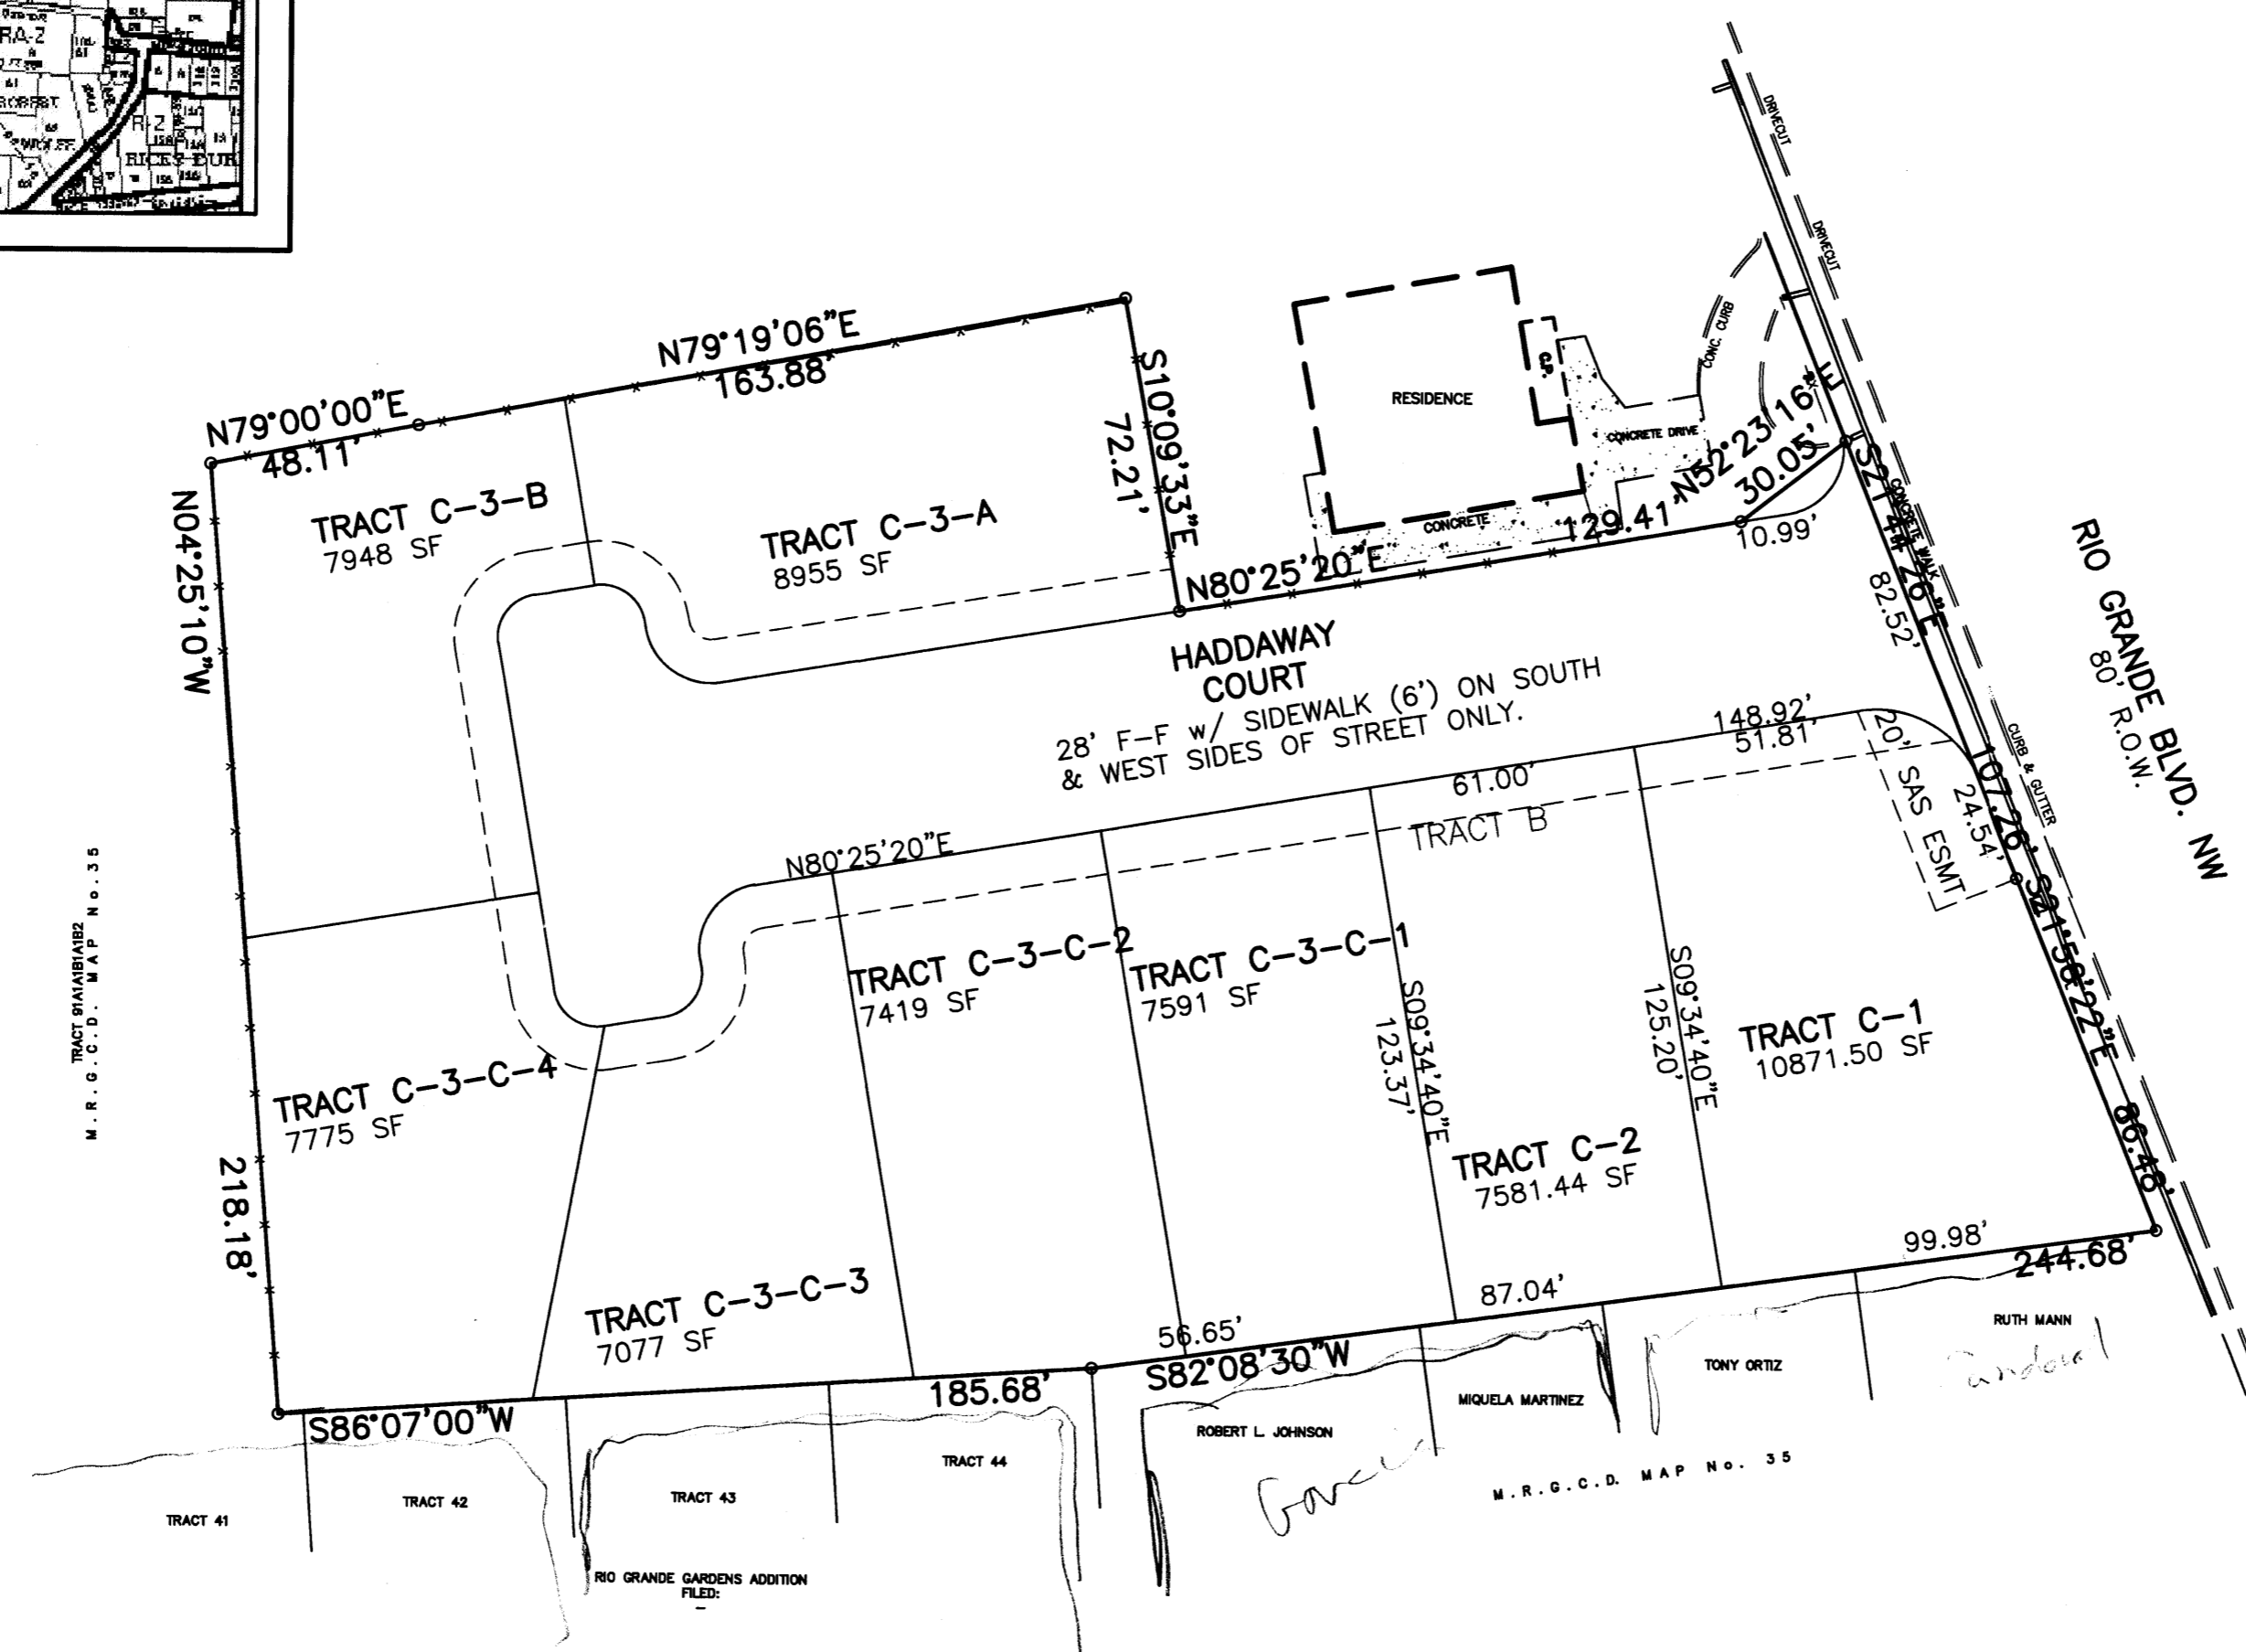 RA-Z
R-Z
N79°19'06"E
163.88'
N79°00'00"E
48.11'
S10°09'33"E
72.21'
N04°25'10"W
218.18'
TRACT C-3-B
7948 SF
TRACT C-3-A
8955 SF
RESIDENCE
CONC. CURB
DRIVECUT
DRIVECUT
CONCRETE DRIVE
CONCRETE
N52°23'16"E
30.05'
10.99'
N80°25'20"E
129.41'
CONCRETE WALK
82.52'
RIO GRANDE BLVD. NW
80' R.O.W.
HADDAWAY
COURT
28' F-F w/ SIDEWALK (6') ON SOUTH
& WEST SIDES OF STREET ONLY.
148.92'
51.81'
61.00'
TRACT B
N80°25'20"E
20' SAS ESMT
24.54'
107.26'
CURB & GUTTER
S21°58'22"E
86.48'
TRACT 91A1A1B1A1B2
M.R.G.C.D. MAP No.35
TRACT C-3-C-2
7419 SF
TRACT C-3-C-1
7591 SF
S09°34'40"E
123.37'
S09°34'40"E
125.20'
TRACT C-1
10871.50 SF
TRACT C-3-C-4
7775 SF
TRACT C-2
7581.44 SF
TRACT C-3-C-3
7077 SF
99.98'
244.68'
87.04'
56.65'
S82°08'30"W
185.68'
S86°07'00"W
RUTH MANN
TONY ORTIZ
MIQUELA MARTINEZ
ROBERT L. JOHNSON
M.R.G.C.D. MAP No. 35
TRACT 44
TRACT 43
TRACT 42
TRACT 41
RIO GRANDE GARDENS ADDITION
FILED: